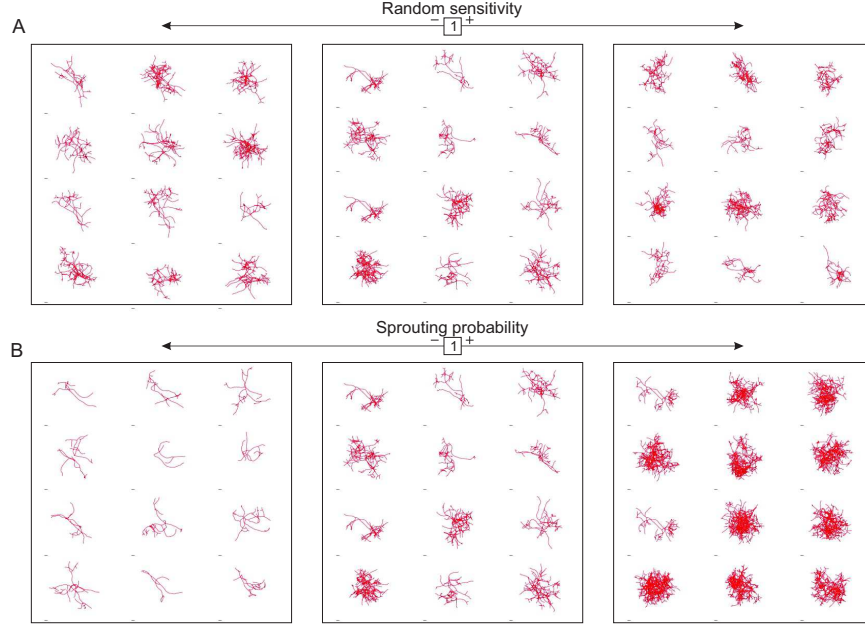 Random sensitivity
A
− 1 +
Sprouting probability
B
− 1 +